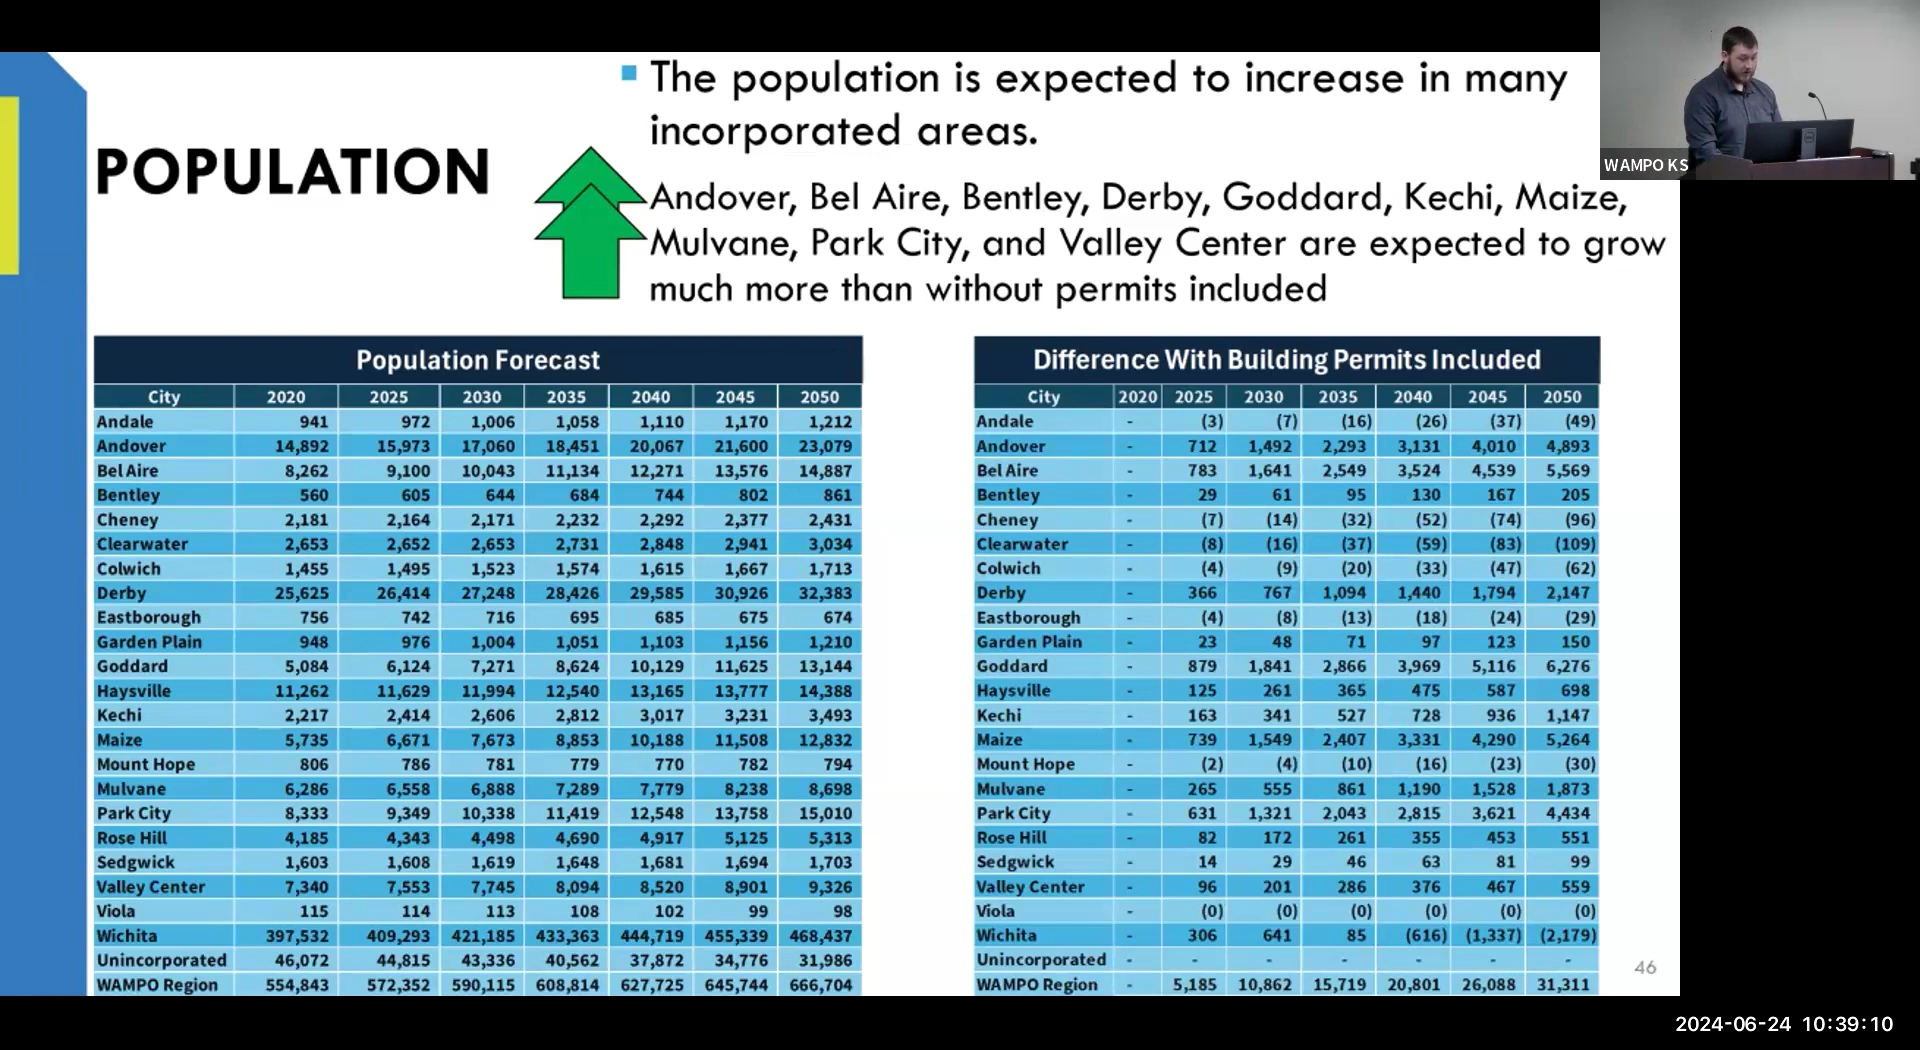 POPULATION
The population is expected to increase in many
incorporated areas.
Andover, Bel Aire, Bentley, Derby, Goddard, Kechi, Maize,
Mulvane, Park City, and Valley Center are expected to grow
much more than without permits included
WAMPO KS
Population Forecast
City 2020 2025 2030 2035 2040 2045 2050
Andale 941 972 1,006 1,058 1,110 1,170 1,212
Andover 14,892 15,973 17,060 18,451 20,067 21,600 23,079
Bel Aire 8,262 9,100 10,043 11,134 12,271 13,576 14,887
Bentley 560 605 644 684 744 802 861
Cheney 2,181 2,164 2,171 2,232 2,292 2,377 2,431
Clearwater 2,653 2,652 2,653 2,731 2,848 2,941 3,034
Colwich 1,455 1,495 1,523 1,574 1,615 1,667 1,713
Derby 25,625 26,414 27,248 28,426 29,585 30,926 32,383
Eastborough 756 742 716 695 685 675 674
Garden Plain 948 976 1,004 1,051 1,103 1,156 1,210
Goddard 5,084 6,124 7,271 8,624 10,129 11,625 13,144
Haysville 11,262 11,629 11,994 12,540 13,165 13,777 14,388
Kechi 2,217 2,414 2,606 2,812 3,017 3,231 3,493
Maize 5,735 6,671 7,673 8,853 10,188 11,508 12,832
Mount Hope 806 786 781 779 770 782 794
Mulvane 6,286 6,558 6,888 7,289 7,779 8,238 8,698
Park City 8,333 9,349 10,338 11,419 12,548 13,758 15,010
Rose Hill 4,185 4,343 4,498 4,690 4,917 5,125 5,313
Sedgwick 1,603 1,608 1,619 1,648 1,681 1,694 1,703
Valley Center 7,340 7,553 7,745 8,094 8,520 8,901 9,326
Viola 115 114 113 108 102 99 98
Wichita 397,532 409,293 421,185 433,363 444,719 455,339 468,437
Unincorporated 46,072 44,815 43,336 40,562 37,872 34,776 31,986
WAMPO Region 554,843 572,352 590,115 608,814 627,725 645,744 666,704
Difference With Building Permits Included
City 2020 2025 2030 2035 2040 2045 2050
Andale - (3) (7) (16) (26) (37) (49)
Andover - 712 1,492 2,293 3,131 4,010 4,893
Bel Aire - 783 1,641 2,549 3,524 4,539 5,569
Bentley - 29 61 95 130 167 205
Cheney - (7) (14) (32) (52) (74) (96)
Clearwater - (8) (16) (37) (59) (83) (109)
Colwich - (4) (9) (20) (33) (47) (62)
Derby - 366 767 1,094 1,440 1,794 2,147
Eastborough - (4) (8) (13) (18) (24) (29)
Garden Plain - 23 48 71 97 123 150
Goddard - 879 1,841 2,866 3,969 5,116 6,276
Haysville - 125 261 365 475 587 698
Kechi - 163 341 527 728 936 1,147
Maize - 739 1,549 2,407 3,331 4,290 5,264
Mount Hope - (2) (4) (10) (16) (23) (30)
Mulvane - 265 555 861 1,190 1,528 1,873
Park City - 631 1,321 2,043 2,815 3,621 4,434
Rose Hill - 82 172 261 355 453 551
Sedgwick - 14 29 46 63 81 99
Valley Center - 96 201 286 376 467 559
Viola - (0) (0) (0) (0) (0) (0)
Wichita - 306 641 85 (616) (1,337) (2,179)
Unincorporated - - - - - - -
WAMPO Region - 5,185 10,862 15,719 20,801 26,088 31,311
46
2024-06-24 10:39:10